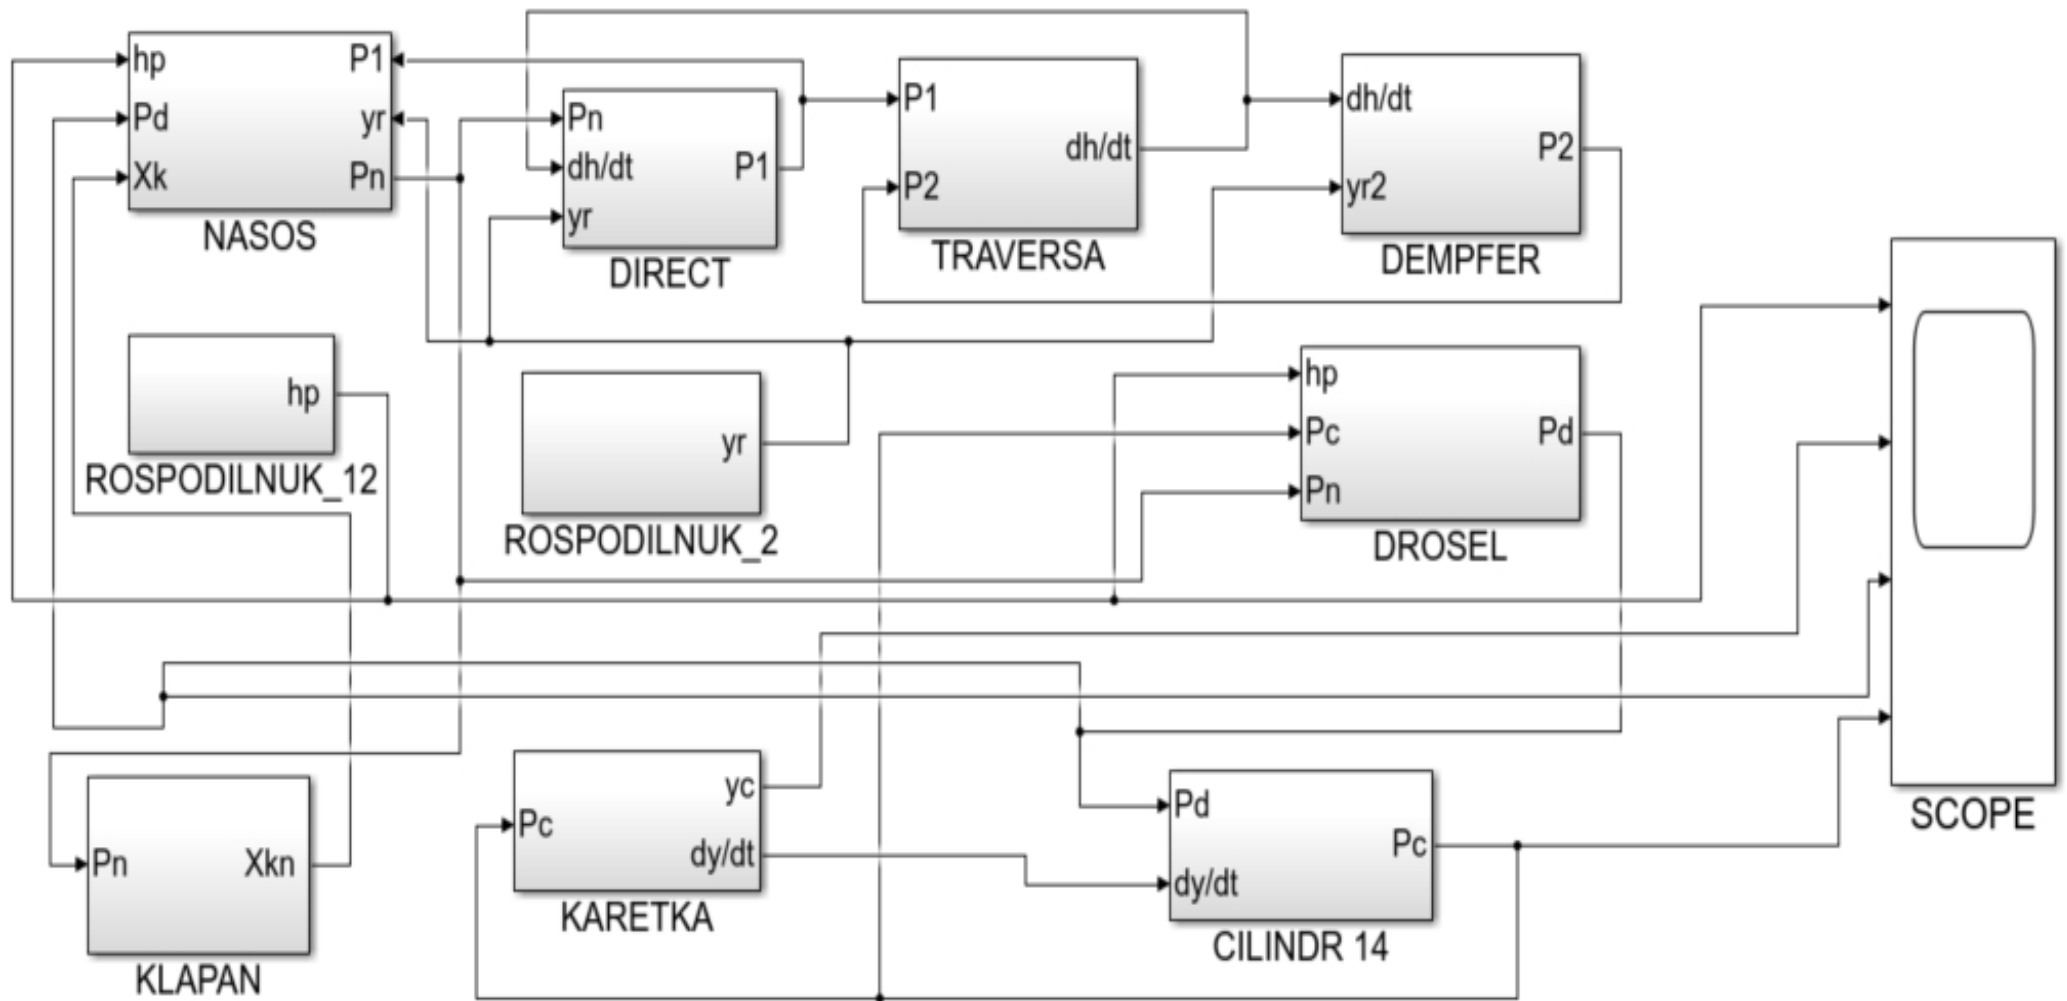 hp
P1
Pd
yr
Xk
Pn
NASOS
Pn
dh/dt
P1
yr
DIRECT
P1
dh/dt
P2
TRAVERSA
dh/dt
P2
yr2
DEMPFER
hp
ROSPODILNUK_12
yr
ROSPODILNUK_2
hp
Pc
Pd
Pn
DROSEL
SCOPE
Pn
Xkn
KLAPAN
yc
Pc
dy/dt
KARETKA
Pd
Pc
dy/dt
CILINDR 14